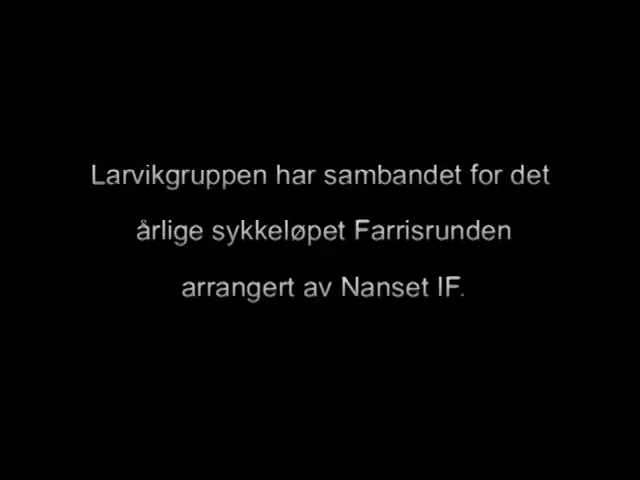 Larvikgruppen har sambandet for det
årlige sykkeløpet Farrisrunden
arrangert av Nanset IF.